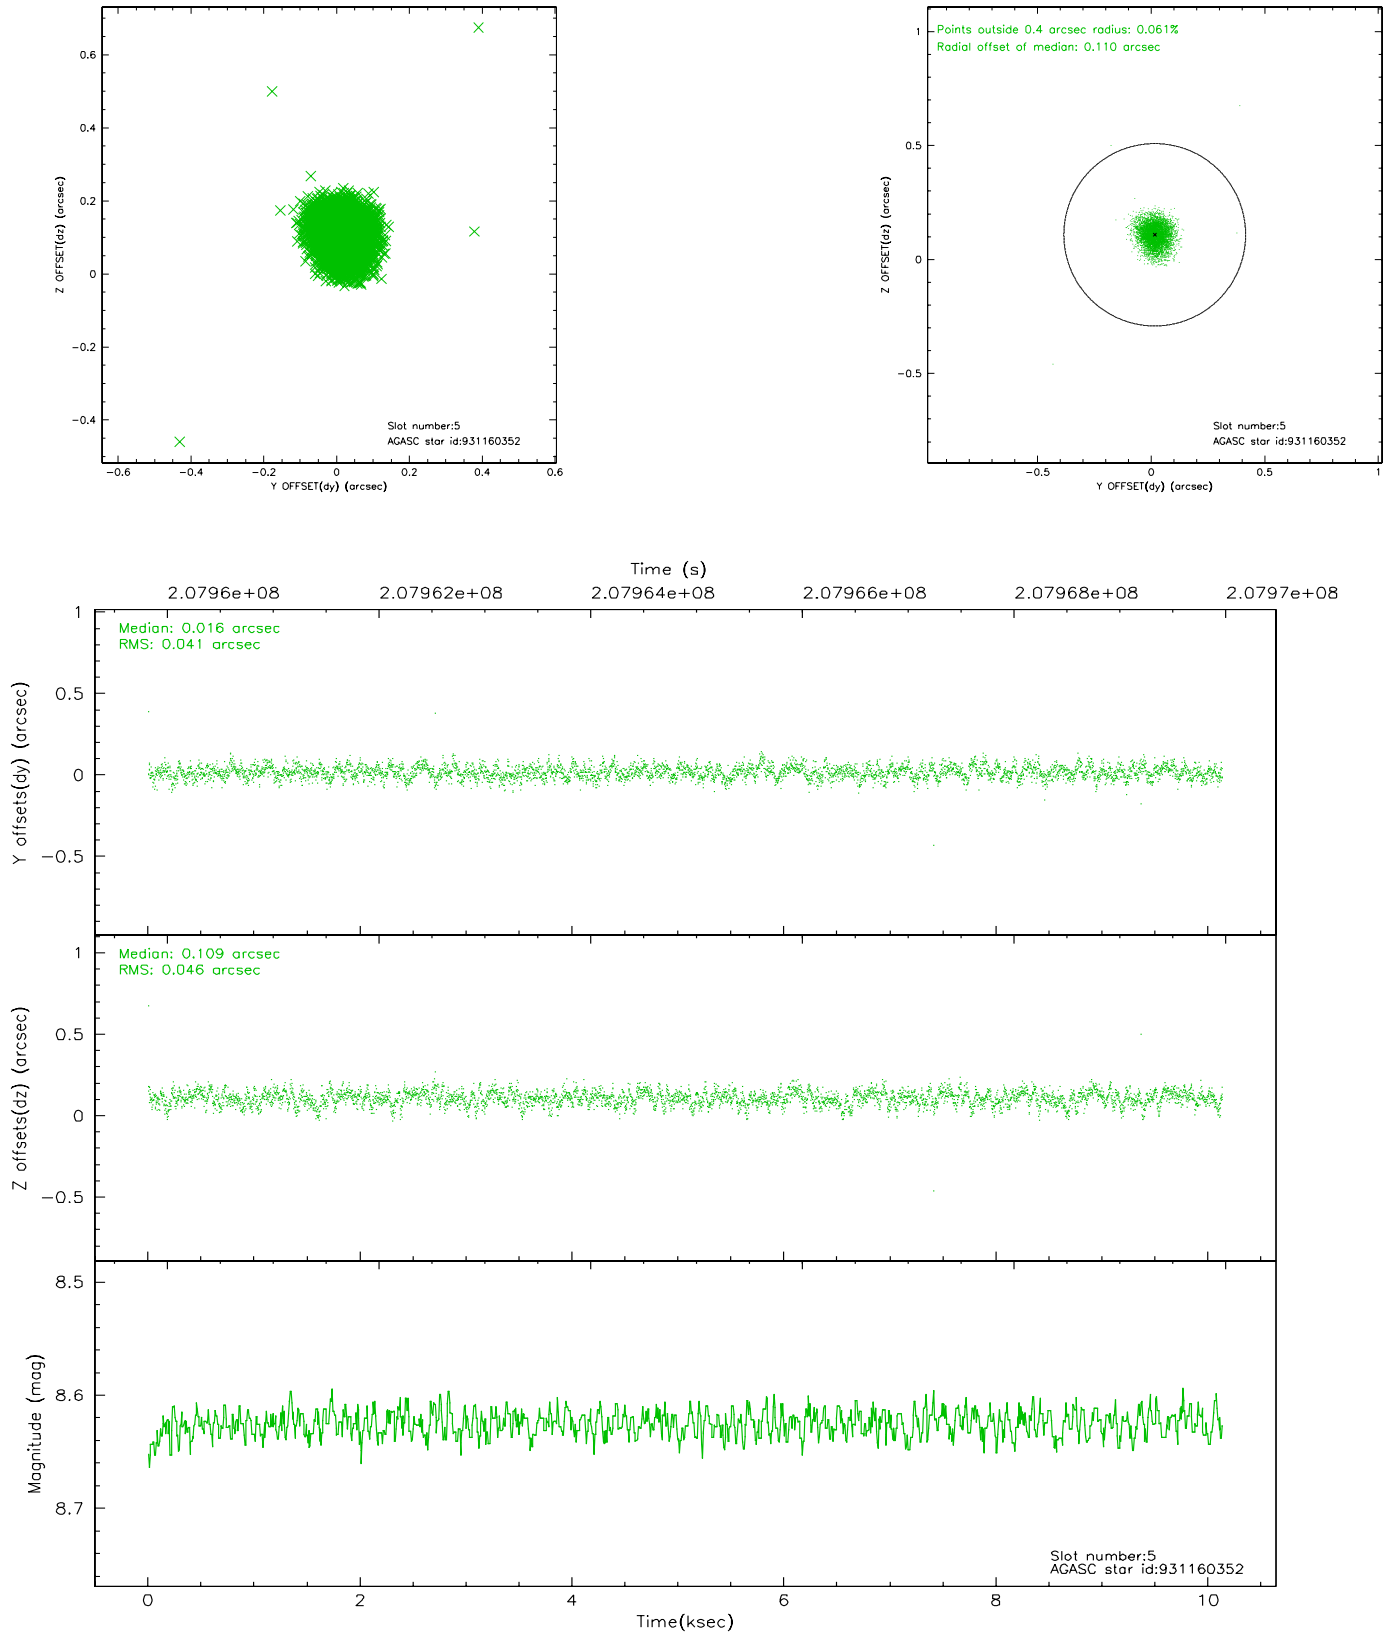 0.6
0.4
0.2
0
−0.2
−0.4
Z OFFSET(dz) (arcsec)
Slot number:5
AGASC star id:931160352
−0.6 −0.4 −0.2 0 0.2 0.4 0.6
Y OFFSET(dy) (arcsec)
Points outside 0.4 arcsec radius: 0.061%
Radial offset of median: 0.110 arcsec
1
0.5
0
−0.5
Z OFFSET(dz) (arcsec)
Slot number:5
AGASC star id:931160352
−0.5 0 0.5 1
Y OFFSET(dy) (arcsec)
Time (s)
2.0796e+08 2.07962e+08 2.07964e+08 2.07966e+08 2.07968e+08 2.0797e+08
Median: 0.016 arcsec
RMS: 0.041 arcsec
1
0.5
0
−0.5
Y offsets(dy) (arcsec)
Median: 0.109 arcsec
RMS: 0.046 arcsec
1
0.5
0
−0.5
Z offsets(dz) (arcsec)
8.5
8.6
8.7
Magnitude (mag)
Slot number:5
AGASC star id:931160352
0 2 4 6 8 10
Time(ksec)